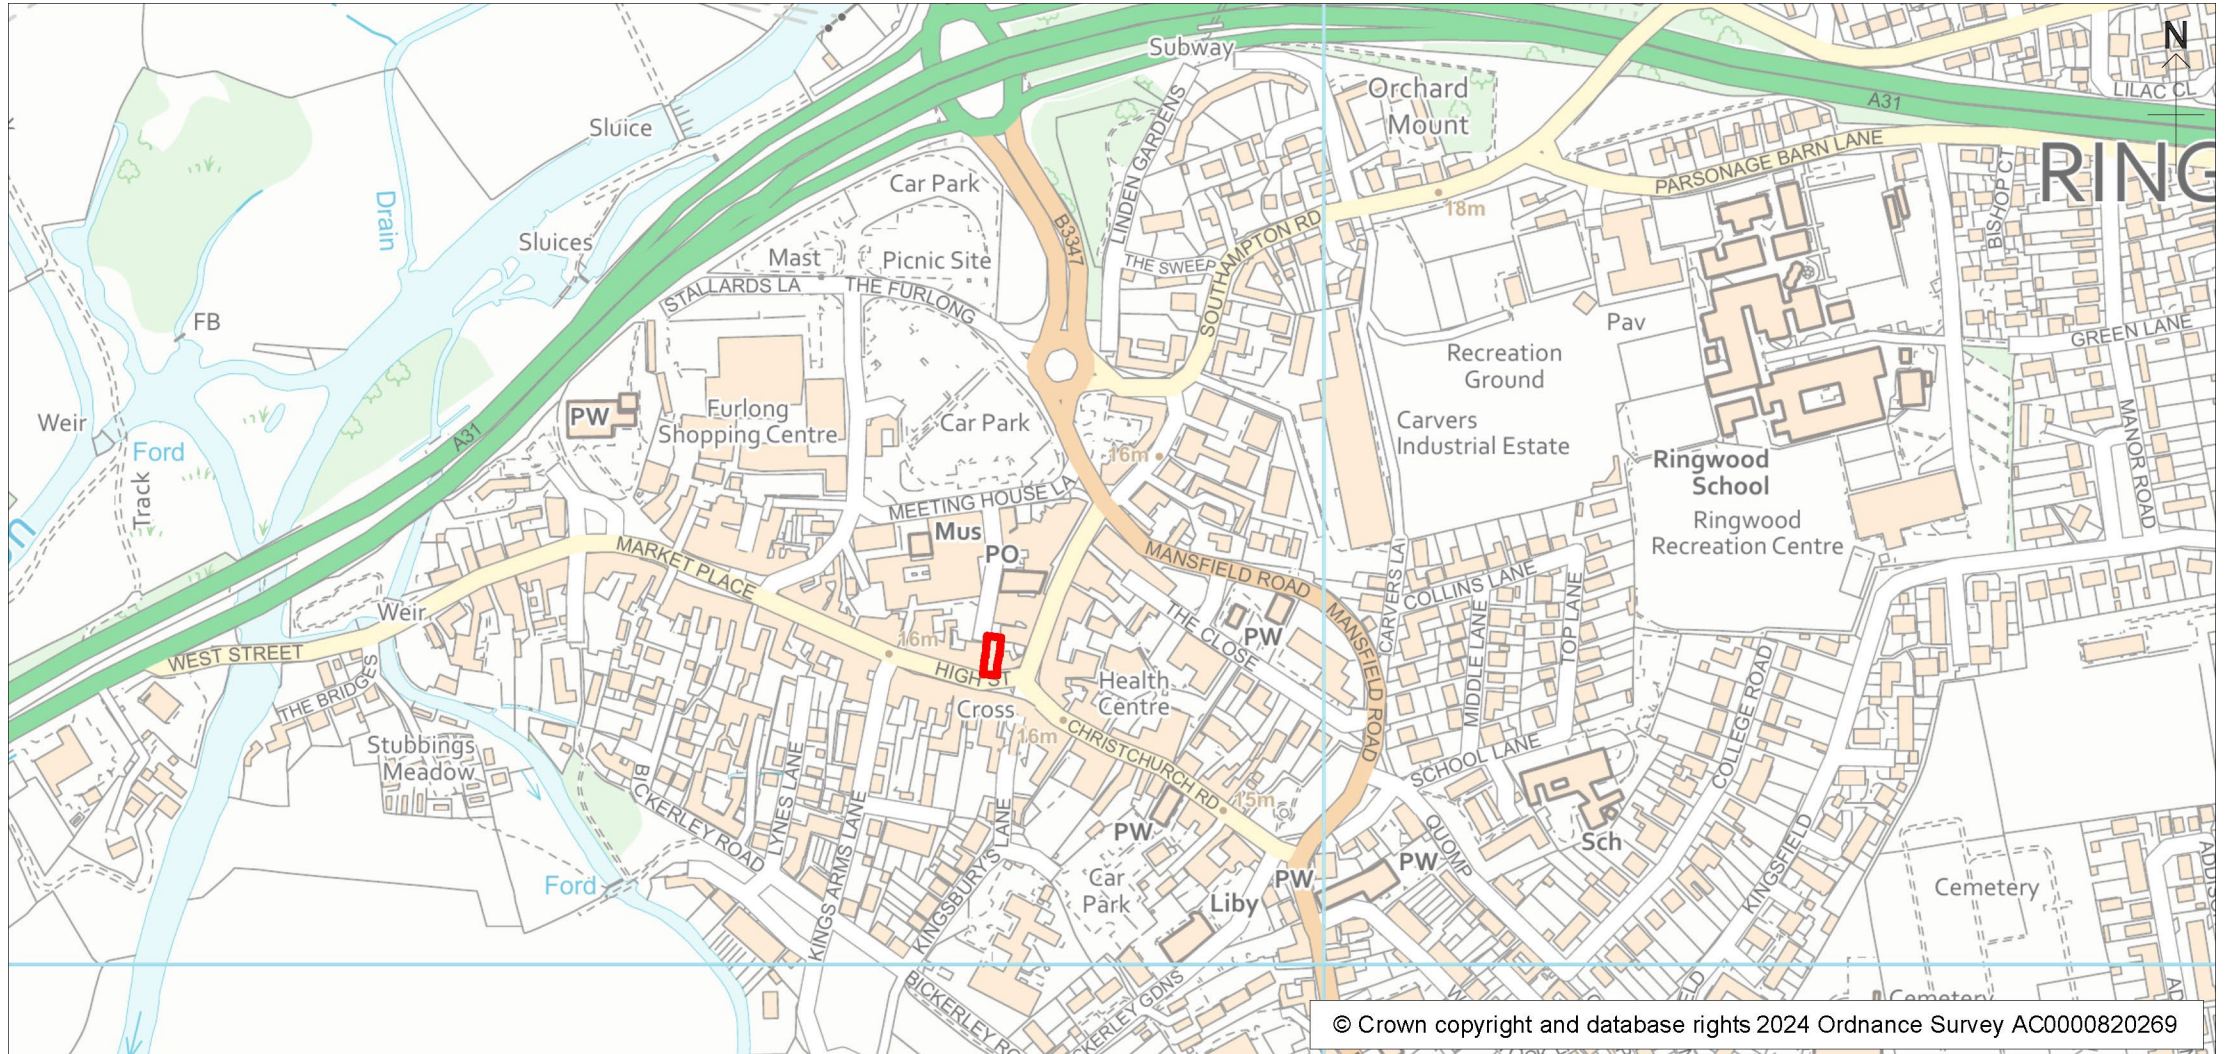 N
Subway
Orchard
Mount
LILAC CL
A31
Sluice
LINDEN GARDENS
PARSONAGE BARN LANE
RING
Car Park
18m
BISHOP CT
Drain
B3347
SOUTHAMPTON RD
Sluices
Mast
Picnic Site
THE SWEEP
STALLARDS LA
THE FURLONG
FB
Pav
GREEN LANE
Recreation
Ground
PW
Furlong
Shopping Centre
Car Park
Carvers
Industrial Estate
Weir
Ford
A31
16m
MANOR ROAD
Ringwood
School
Track
MEETING HOUSE LA
Ringwood
Recreation Centre
Mus
PO
MARKET PLACE
MANSFIELD ROAD
CARVERS LA
COLLINS LANE
Weir
THE CLOSE
PW
MANSFIELD ROAD
MIDDLE LANE
TOP LANE
16m
WEST STREET
THE BRIDGES
HIGH ST
Health
Centre
COLLEGE ROAD
Cross
16m
CHRISTCHURCH RD
Stubbings
Meadow
SCHOOL LANE
BICKERLEY ROAD
LYNES LANE
KINGS ARMS LANE
KINGSBURY'S LANE
15m
PW
QUOMP
Sch
KINGSFIELD
Ford
Car
Park
PW
PW
Liby
Cemetery
BICKERLEY RO
CKERLEY GDNS
Cemetery
© Crown copyright and database rights 2024 Ordnance Survey AC0000820269